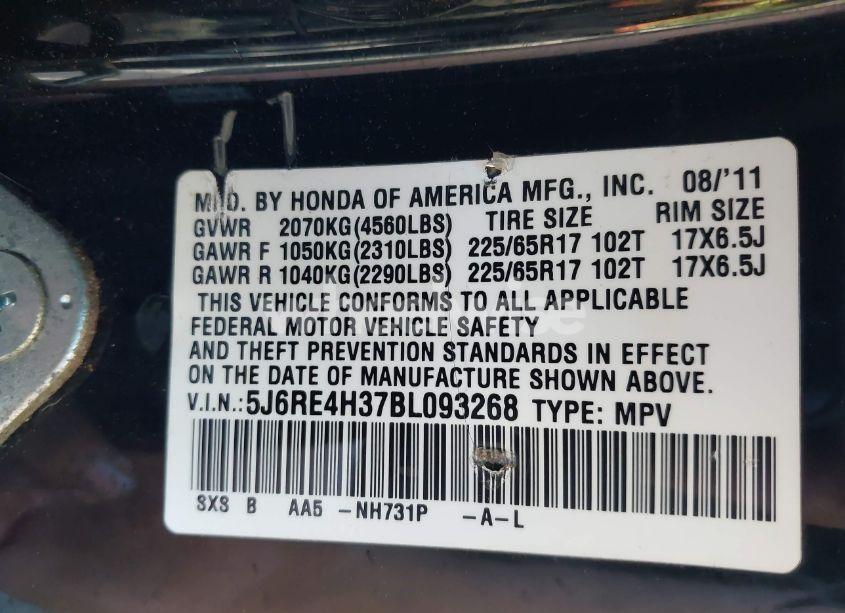 MFD. BY HONDA OF AMERICA MFG., INC. 08/'11
GVWR 2070KG(4560LBS) TIRE SIZE RIM SIZE
GAWR F 1050KG(2310LBS) 225/65R17 102T 17X6.5J
GAWR R 1040KG(2290LBS) 225/65R17 102T 17X6.5J
THIS VEHICLE CONFORMS TO ALL APPLICABLE
FEDERAL MOTOR VEHICLE SAFETY
AND THEFT PREVENTION STANDARDS IN EFFECT
ON THE DATE OF MANUFACTURE SHOWN ABOVE.
V.I.N.:5J6RE4H37BL093268 TYPE: MPV
SXS B AA5 -NH731P -A-L